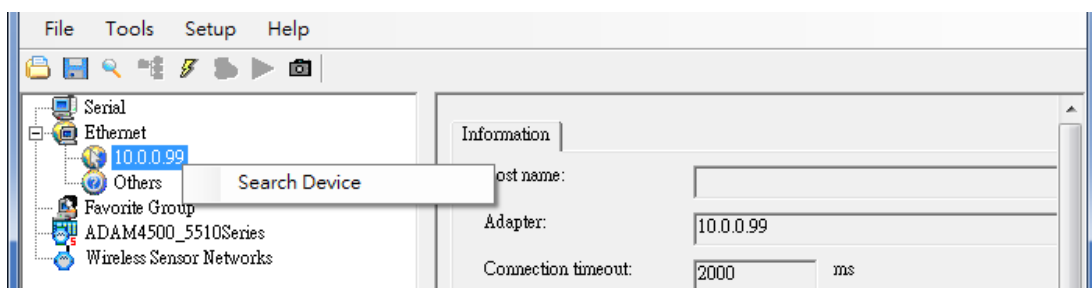 File Tools Setup Help
Serial
Ethernet
10.0.0.99
Others
Search Device
Favorite Group
ADAM4500_5510Series
Wireless Sensor Networks
Information
ost name:
Adapter: 10.0.0.99
Connection timeout: 2000 ms